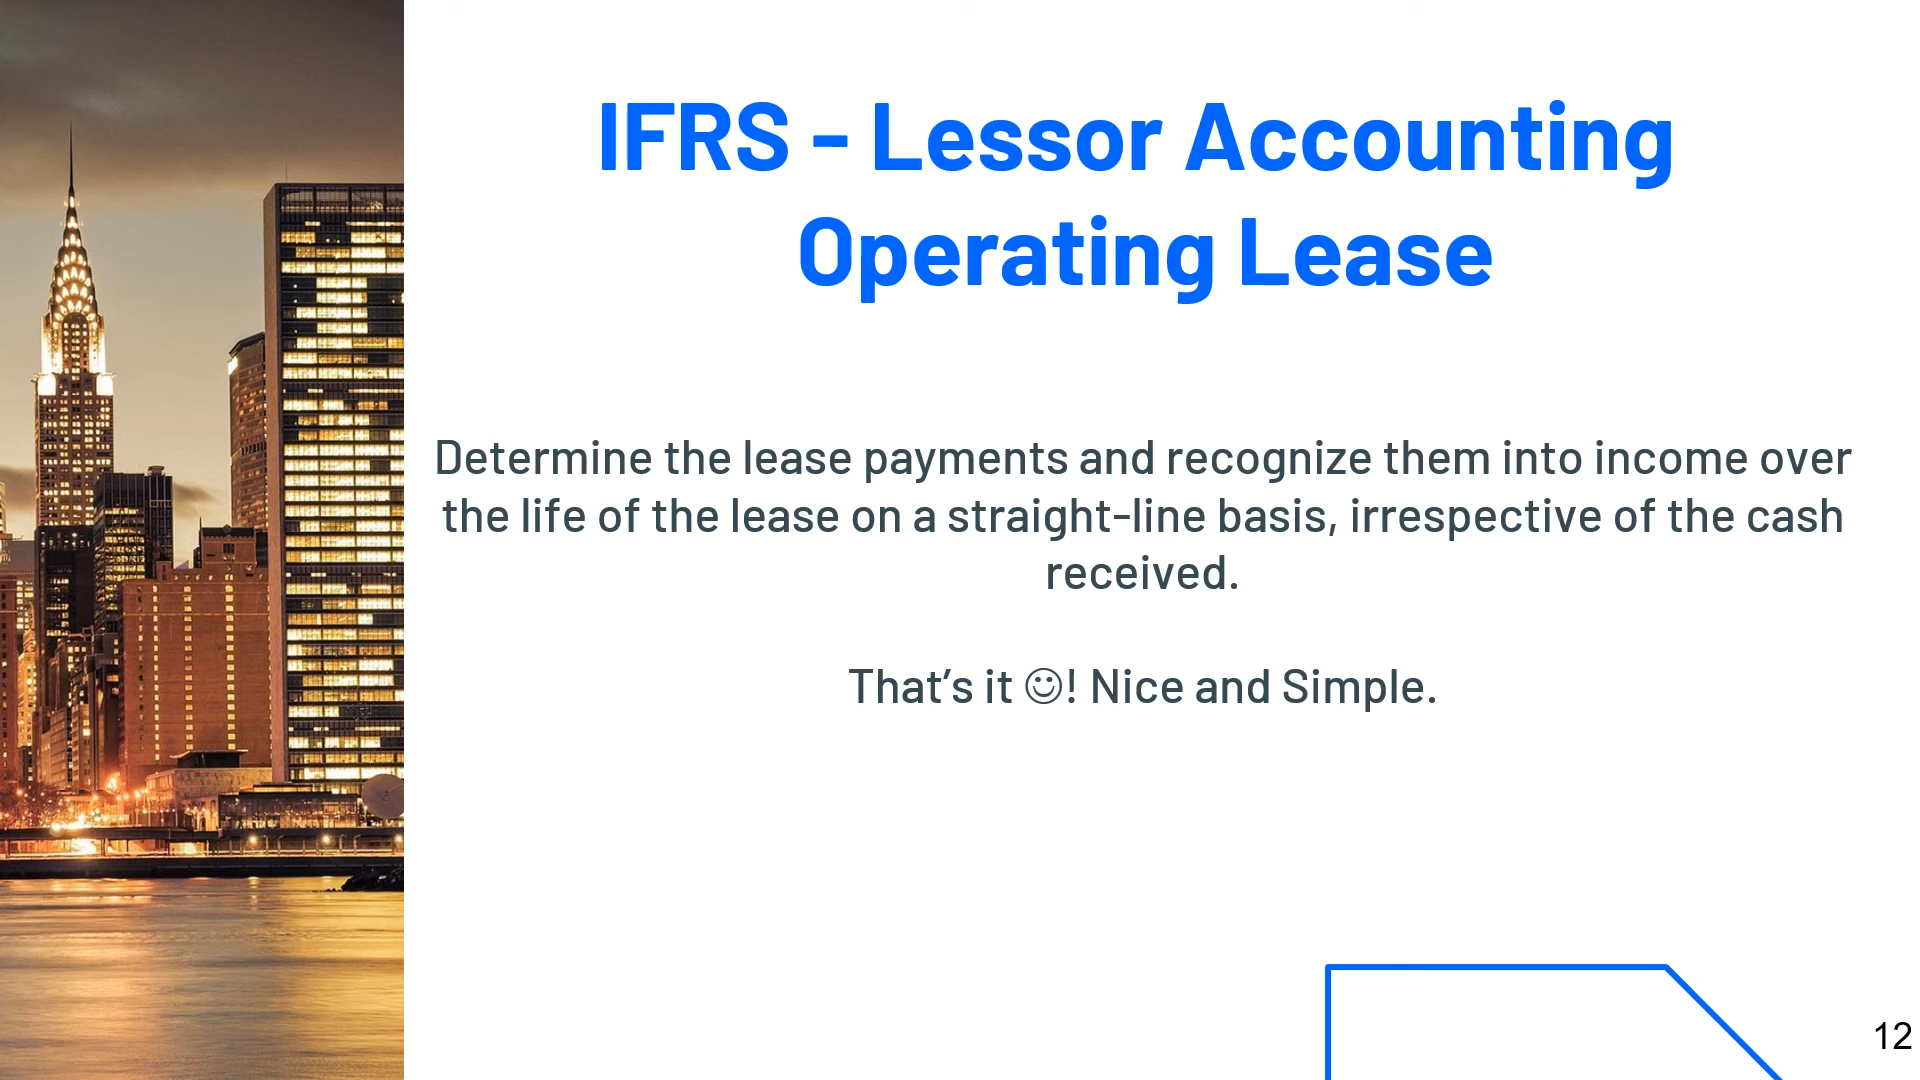 IFRS - Lessor Accounting
Operating Lease
Determine the lease payments and recognize them into income over
the life of the lease on a straight-line basis, irrespective of the cash
received.
That’s it ☺! Nice and Simple.
12